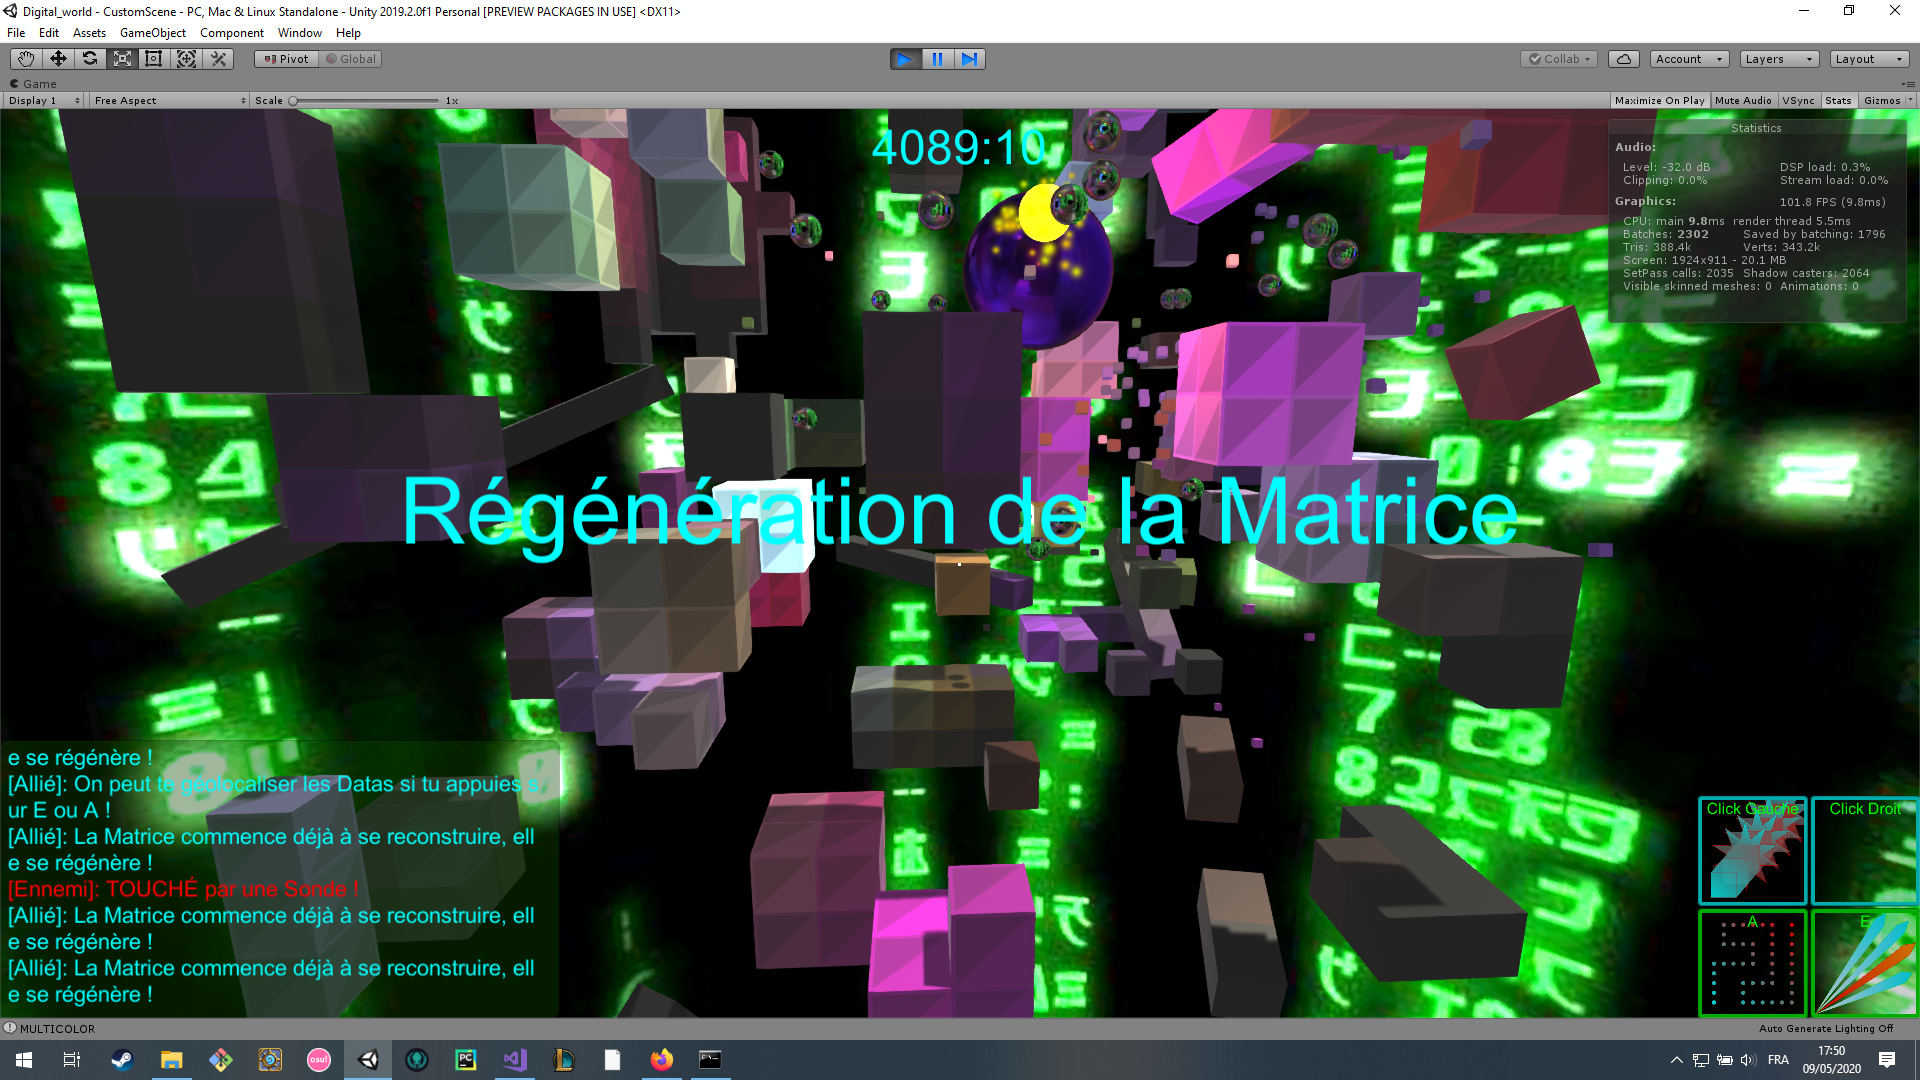 Digital_world - CustomScene - PC, Mac & Linux Standalone - Unity 2019.2.0f1 Personal [PREVIEW PACKAGES IN USE] <DX11>
File Edit Assets GameObject Component Window Help
Pivot Global Collab Account Layers Layout
Game
Display 1 Free Aspect Scale 1x Maximize On Play Mute Audio VSync Stats Gizmos
4089:10
Statistics
Audio:
Level: -32.0 dB DSP load: 0.3%
Clipping: 0.0% Stream load: 0.0%
Graphics: 101.8 FPS (9.8ms)
CPU: main 9.8ms render thread 5.5ms
Batches: 2302 Saved by batching: 1796
Tris: 388.4k Verts: 343.2k
Screen: 1924x911 - 20.1 MB
SetPass calls: 2035 Shadow casters: 2064
Visible skinned meshes: 0 Animations: 0
Régénération de la Matrice
e se régénère !
[Allié]: On peut te géolocaliser les Datas si tu appuies s
ur E ou A !
[Allié]: La Matrice commence déjà à se reconstruire, ell
e se régénère !
[Ennemi]: TOUCHÉ par une Sonde !
[Allié]: La Matrice commence déjà à se reconstruire, ell
e se régénère !
[Allié]: La Matrice commence déjà à se reconstruire, ell
e se régénère !
Click Gauche Click Droit
A E
MULTICOLOR
Auto Generate Lighting Off
osu!
PC
FRA
17:50
09/05/2020